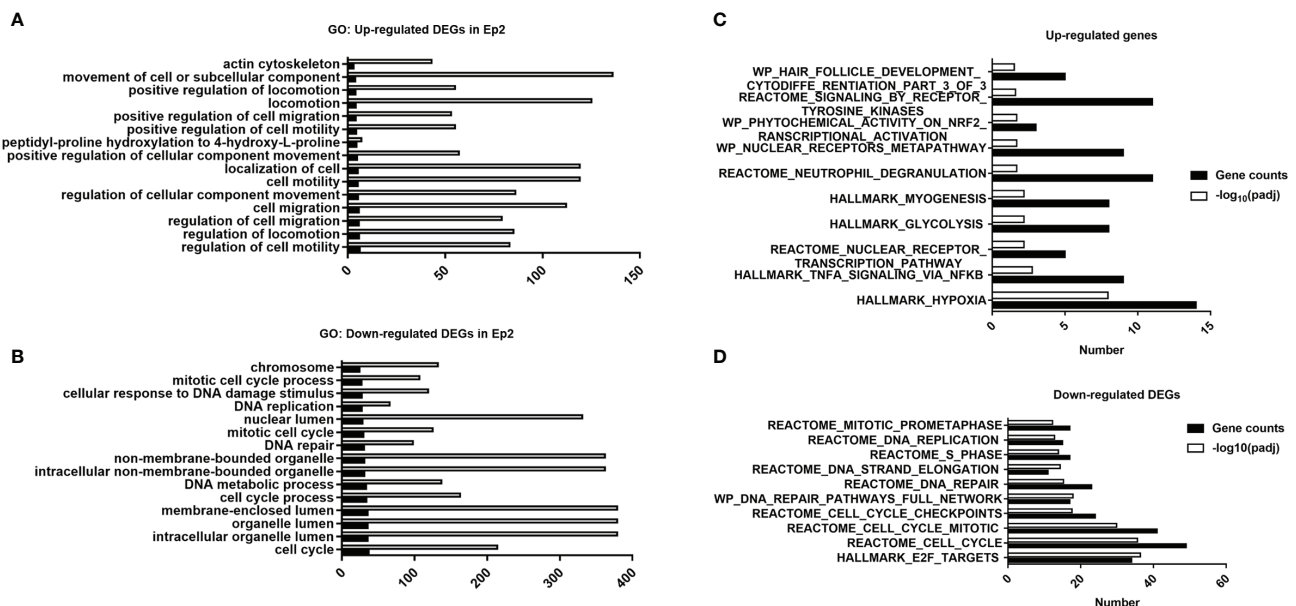 A
GO: Up-regulated DEGs in Ep2
actin cytoskeleton
movement of cell or subcellular component
positive regulation of locomotion
locomotion
positive regulation of cell migration
positive regulation of cell motility
peptidyl-proline hydroxylation to 4-hydroxy-L-proline
positive regulation of cellular component movement
localization of cell
cell motility
regulation of cellular component movement
cell migration
regulation of cell migration
regulation of locomotion
regulation of cell motility
0
50
100
150
B
GO: Down-regulated DEGs in Ep2
chromosome
mitotic cell cycle process
cellular response to DNA damage stimulus
DNA replication
nuclear lumen
mitotic cell cycle
DNA repair
non-membrane-bounded organelle
intracellular non-membrane-bounded organelle
DNA metabolic process
cell cycle process
membrane-enclosed lumen
organelle lumen
intracellular organelle lumen
cell cycle
0
100
200
300
400
C
Up-regulated genes
WP_HAIR_FOLLICLE_DEVELOPMENT_
CYTODIFFE_RENTIATION_PART_3_OF_3
REACTOME_SIGNALING_BY_RECEPTOR_
TYROSINE_KINASES
WP_PHYTOCHEMICAL_ACTIVITY_ON_NRF2_
RANSCRIPTIONAL_ACTIVATION
WP_NUCLEAR_RECEPTORS_METAPATHWAY
REACTOME_NEUTROPHIL_DEGRANULATION
HALLMARK_MYOGENESIS
HALLMARK_GLYCOLYSIS
REACTOME_NUCLEAR_RECEPTOR_
TRANSCRIPTION_PATHWAY
HALLMARK_TNFA_SIGNALING_VIA_NFKB
HALLMARK_HYPOXIA
0
5
10
15
Number
Gene counts
-log10(padj)
D
Down-regulated DEGs
REACTOME_MITOTIC_PROMETAPHASE
REACTOME_DNA_REPLICATION
REACTOME_S_PHASE
REACTOME_DNA_STRAND_ELONGATION
REACTOME_DNA_REPAIR
WP_DNA_REPAIR_PATHWAYS_FULL_NETWORK
REACTOME_CELL_CYCLE_CHECKPOINTS
REACTOME_CELL_CYCLE_MITOTIC
REACTOME_CELL_CYCLE
HALLMARK_E2F_TARGETS
0
20
40
60
Number
Gene counts
-log10(padj)